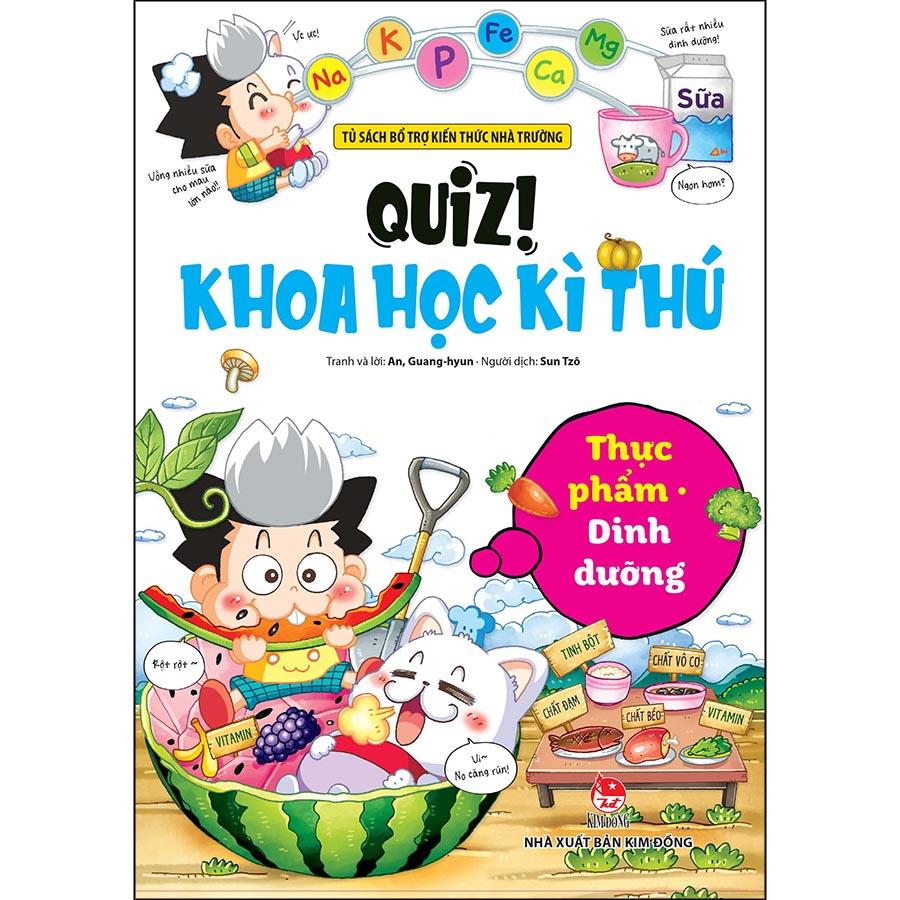 Ực ực!
Na
K
P
Fe
Ca
Mg
Sữa rất nhiều
dinh dưỡng!
Sữa
Uống nhiều sữa
cho mau
lớn nào!!
Ngon hơm?
TỦ SÁCH BỔ TRỢ KIẾN THỨC NHÀ TRƯỜNG
QUIZ!
KHOA HỌC KÌ THÚ
Tranh và lời: An, Guang-hyun · Người dịch: Sun Tzô
Thực
phẩm ·
Dinh
dưỡng
Rột rột ~
VITAMIN
Ui~
No căng rún!
TINH BỘT
CHẤT VÔ CƠ
CHẤT ĐẠM
CHẤT BÉO
VITAMIN
KIM ĐỒNG
NHÀ XUẤT BẢN KIM ĐỒNG